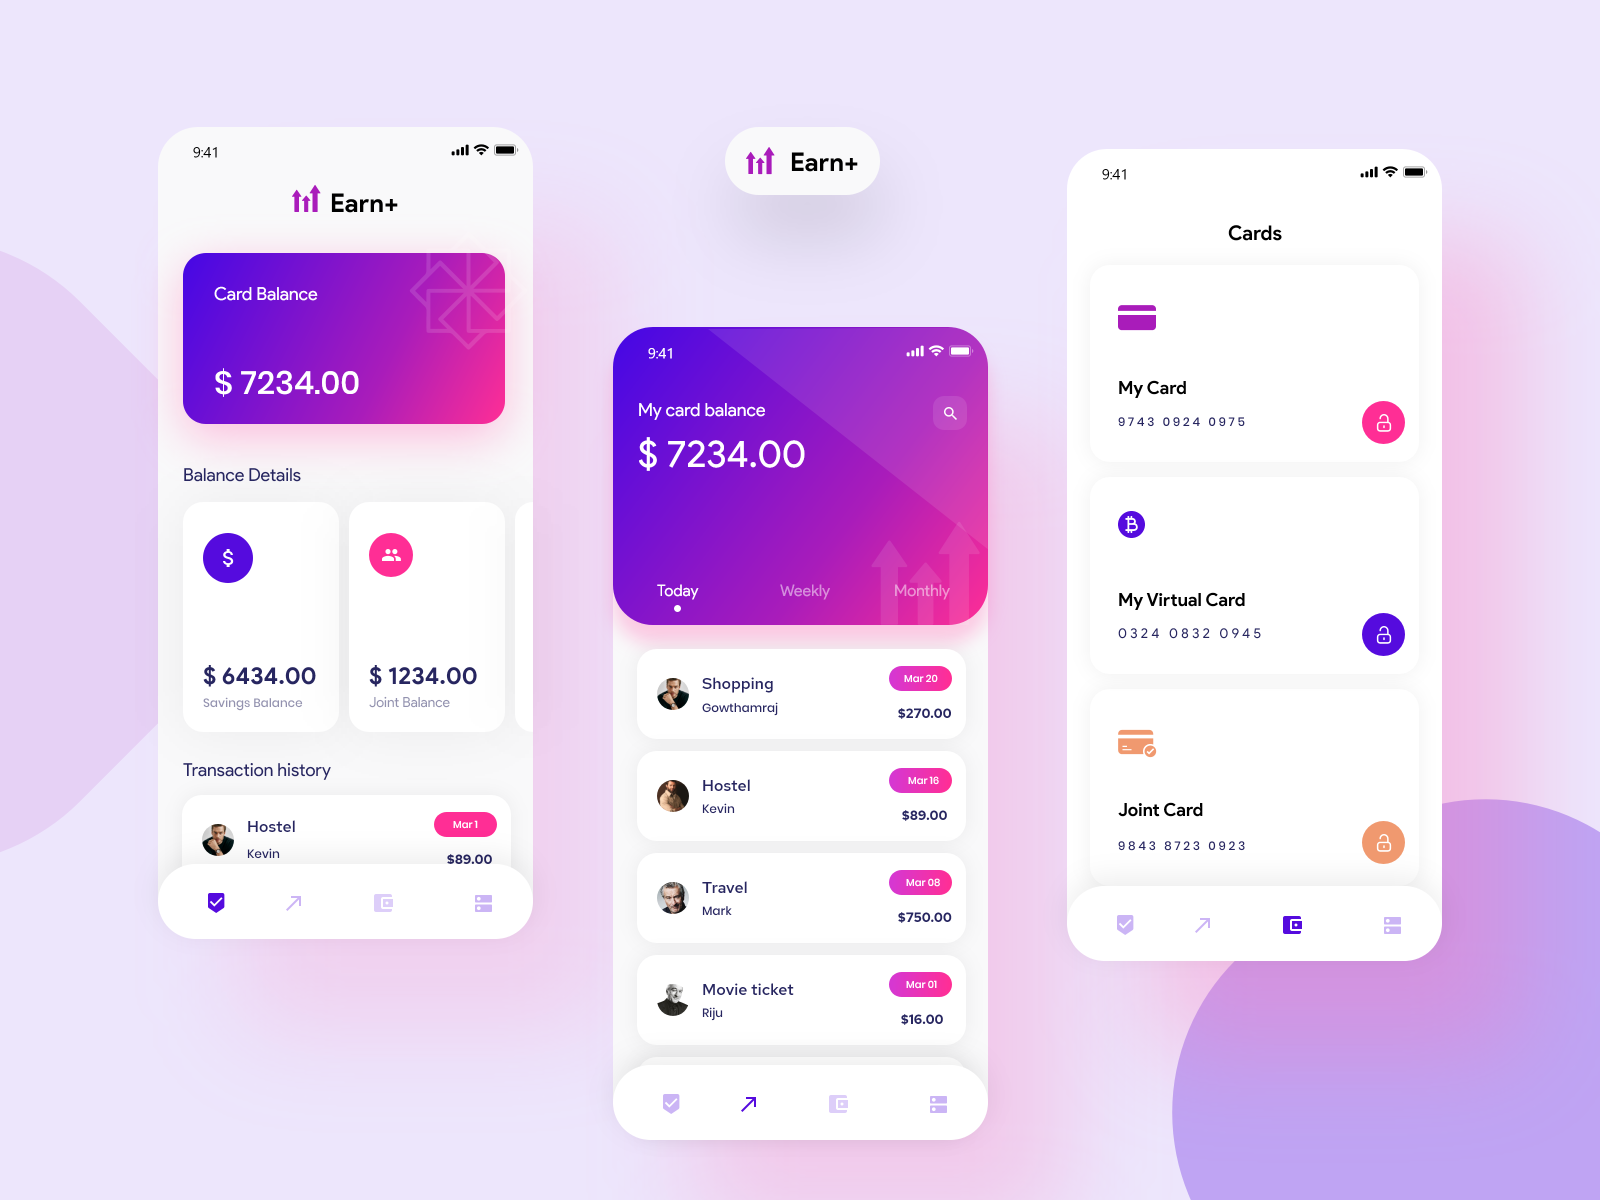 9:41
Earn+
Card Balance
$ 7234.00
Balance Details
$ 6434.00
Savings Balance
$ 1234.00
Joint Balance
Transaction history
Hostel
Mar 1
Kevin
$89.00
Earn+
9:41
My card balance
$ 7234.00
Today
Weekly
Monthly
Shopping
Mar 20
Gowthamraj
$270.00
Hostel
Mar 16
Kevin
$89.00
Travel
Mar 08
Mark
$750.00
Movie ticket
Mar 01
Riju
$16.00
9:41
Cards
My Card
9743 0924 0975
My Virtual Card
0324 0832 0945
Joint Card
9843 8723 0923